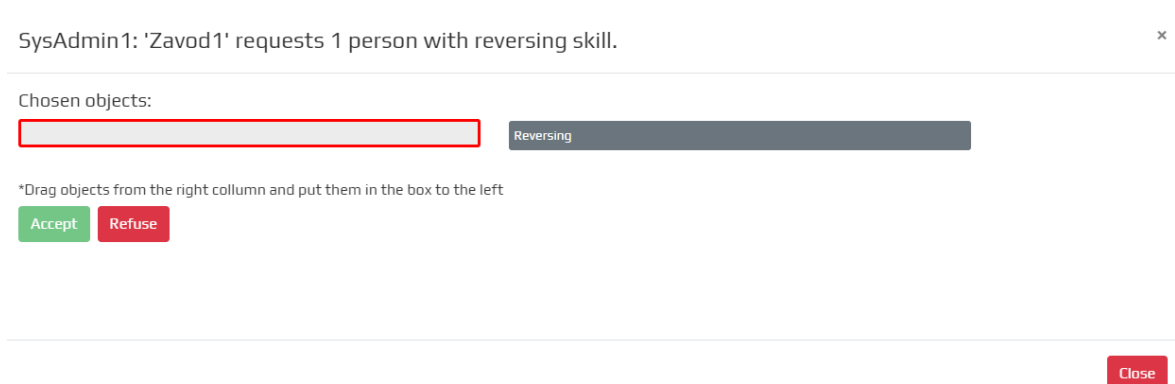 SysAdmin1: 'Zavod1' requests 1 person with reversing skill.
×
Chosen objects:
Reversing
*Drag objects from the right collumn and put them in the box to the left
Accept Refuse
Close